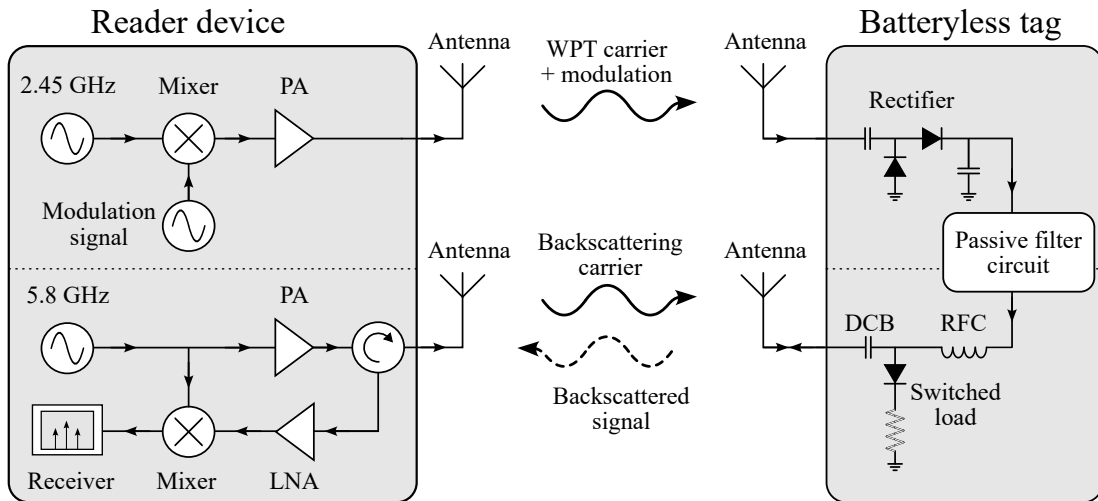 Reader device
Batteryless tag
Antenna
WPT carrier
+ modulation
Antenna
2.45 GHz
Mixer
PA
Rectifier
Modulation
signal
Passive filter
circuit
Antenna
Backscattering
carrier
Antenna
5.8 GHz
PA
DCB
RFC
Backscattered
signal
Switched
load
Receiver
Mixer
LNA